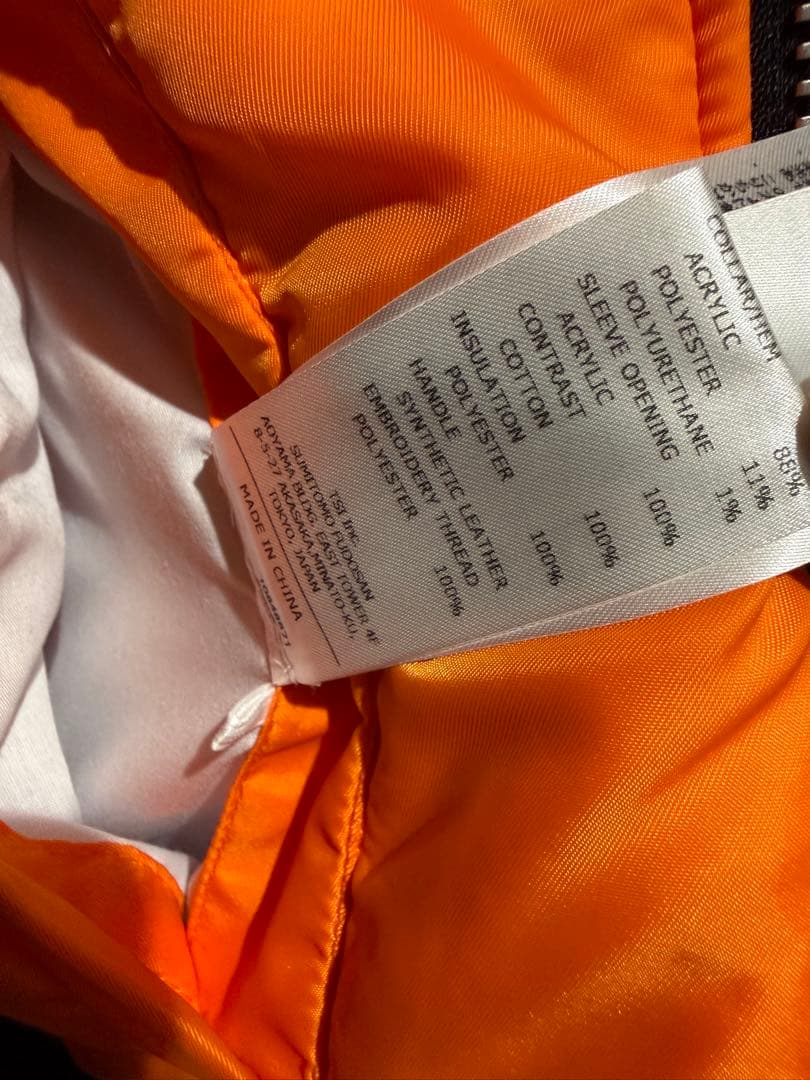 COLLAR/HEM
ACRYLIC 88%
POLYESTER 11%
POLYURETHANE 1%
SLEEVE OPENING
ACRYLIC 100%
CONTRAST
COTTON 100%
INSULATION
POLYESTER 100%
HANDLE
SYNTHETIC LEATHER
EMBROIDERY THREAD
POLYESTER 100%
TSI Inc.
SUMITOMO FUDOSAN
AOYAMA BLDG. EAST TOWER 4F
8-5-27 AKASAKA,MINATO-KU,
TOKYO, JAPAN
MADE IN CHINA